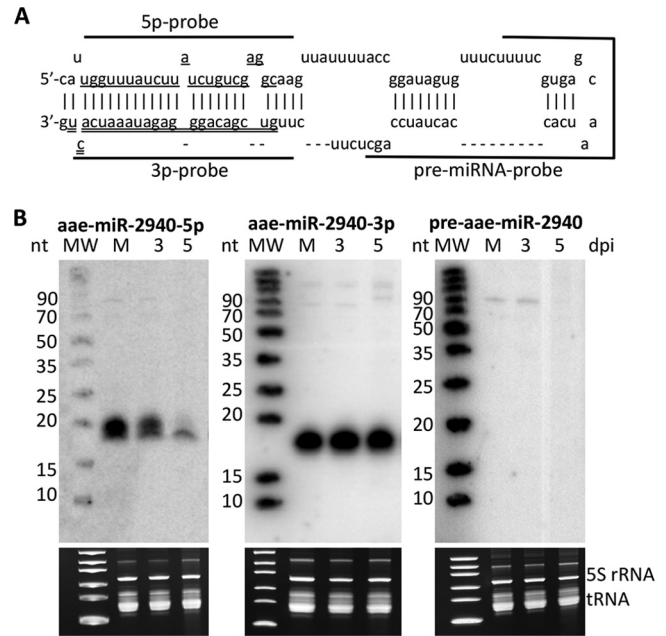 A
5p-probe
u a ag uuauuuuacc uuucuuuuc g
5’-ca ugguuuaucuu ucugucg gcaag ggauagug guga c
3’-gu acuaaauagag ggacagc uguuc ccuaucac cacu a
c - -- ---uucucga --------- a
3p-probe pre-miRNA-probe
B
aae-miR-2940-5p aae-miR-2940-3p pre-aae-miR-2940
nt MW M 3 5 nt MW M 3 5 nt MW M 3 5 dpi
90 90 90
70 70 70
50 50 50
35 35 35
25 25 25
20 20 20
15 15 15
10 10 10
5S rRNA
tRNA